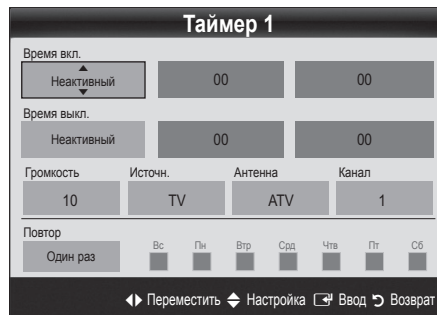 Таймер 1
Время вкл.
Неактивный 00 00
Время выкл.
Неактивный 00 00
Громкость Источн. Антенна Канал
10 TV ATV 1
Повтор
Вс Пн Втр Срд Чтв Пт Сб
Один раз
Переместить Настройка Ввод Возврат